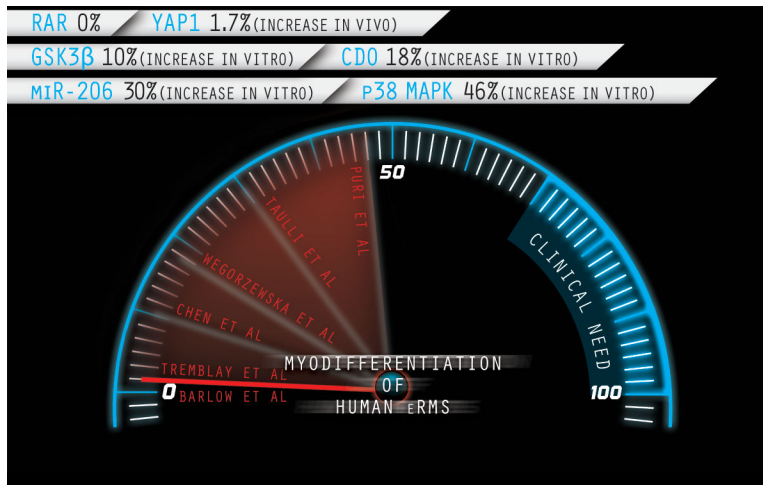 RAR 0% YAP1 1.7%(INCREASE IN VIVO)
GSK3β 10%(INCREASE IN VITRO) CDO 18%(INCREASE IN VITRO)
MIR-206 30%(INCREASE IN VITRO) P38 MAPK 46%(INCREASE IN VITRO)
50
PURI ET AL
TAULLI ET AL
WEGORZEWSKA ET AL
CHEN ET AL
TREMBLAY ET AL
BARLOW ET AL
0
CLINICAL NEED
100
MYODIFFERENTIATION
OF
HUMAN eRMS